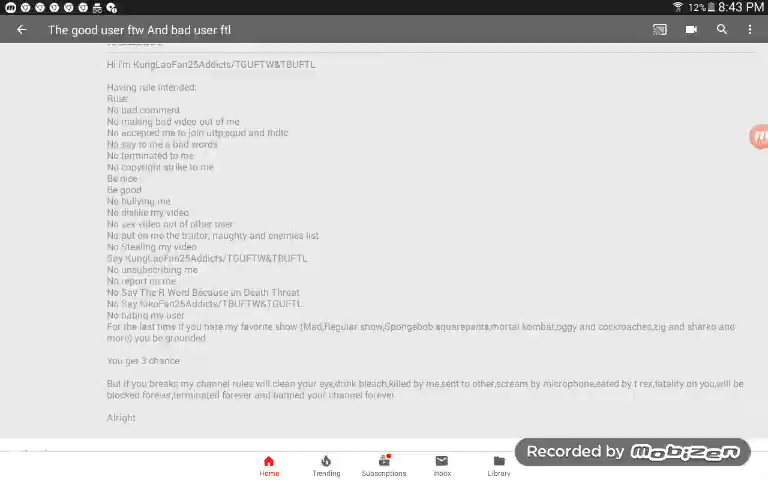 12% 8:43 PM
The good user ftw And bad user ftl
Hi i'm KungLaoFan25Addicts/TGUFTW&TBUFTL
Having rule intended:
Rule:
No bad comment
No making bad video out of me
No accepted me to join uttp,squd and thdtc
No say to me a bad words
No terminated to me
No copyright strike to me
Be nice
Be good
No bullying me
No dislike my video
No sex video out of other user
No put on me the traitor, naughty and enemies list
No Stealing my video
Say KungLaoFan25Addicts/TGUFTW&TBUFTL
No unsubscribing me
No report on me
No Say The R Word Because an Death Threat
No Say KikoFan25Addicts/TBUFTW&TGUFTL
No hating my user
For the last time if you hate my favorite show (Mad,Regular show,Spongebob squarepants,mortal kombat,oggy and cockroaches,zig and sharko and
more) you be grounded
You get 3 chance
But if you breaks my channel rules will clean your eye,drink bleach,killed by me,sent to other,scream by microphone,eated by t rex,fatality on you,will be
blocked forever,terminated forever and banned your channel forever
Alright
Home Trending Subscriptions Inbox Library
Recorded by MOBIZEN